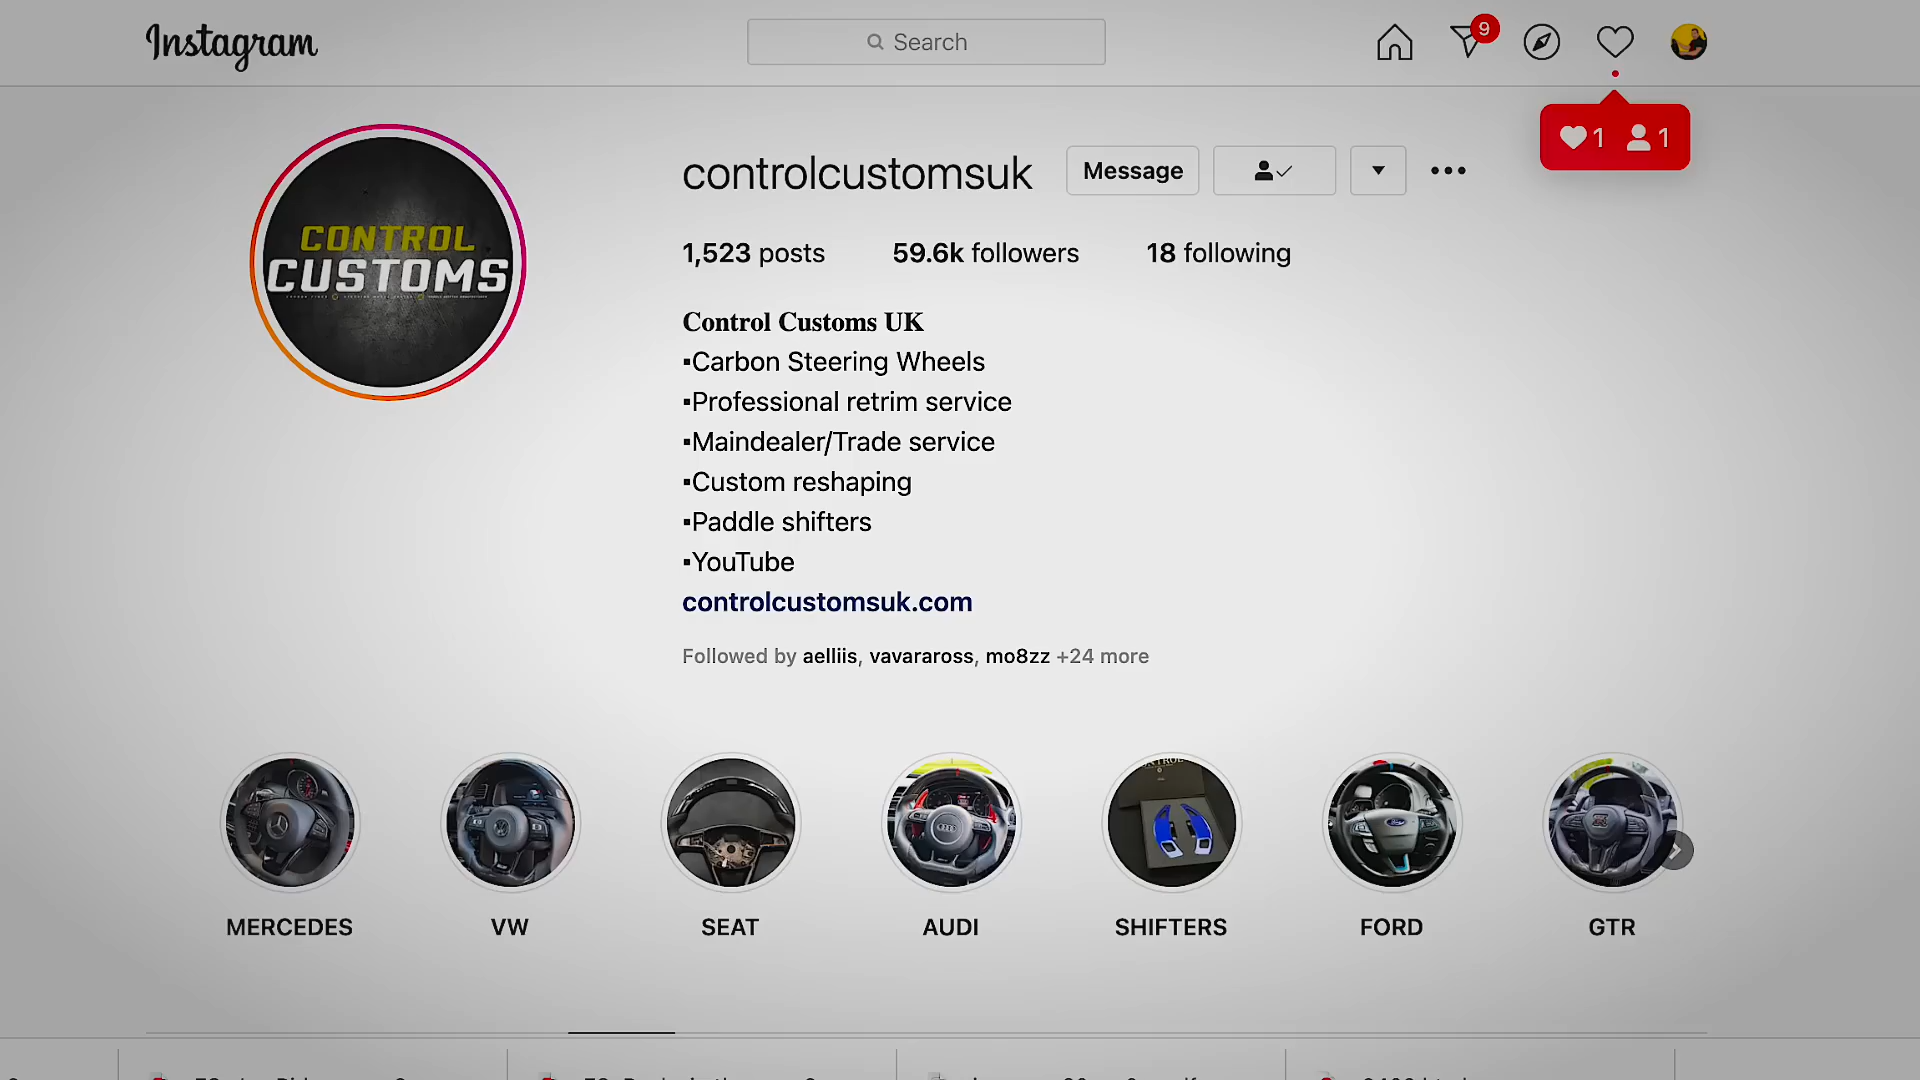 Instagram
Search
9
1 1
CONTROL
CUSTOMS
controlcustomsuk
Message
1,523 posts 59.6k followers 18 following
Control Customs UK
▪Carbon Steering Wheels
▪Professional retrim service
▪Maindealer/Trade service
▪Custom reshaping
▪Paddle shifters
▪YouTube
controlcustomsuk.com
Followed by aelliis, vavaraross, mo8zz +24 more
MERCEDES VW SEAT AUDI SHIFTERS FORD GTR